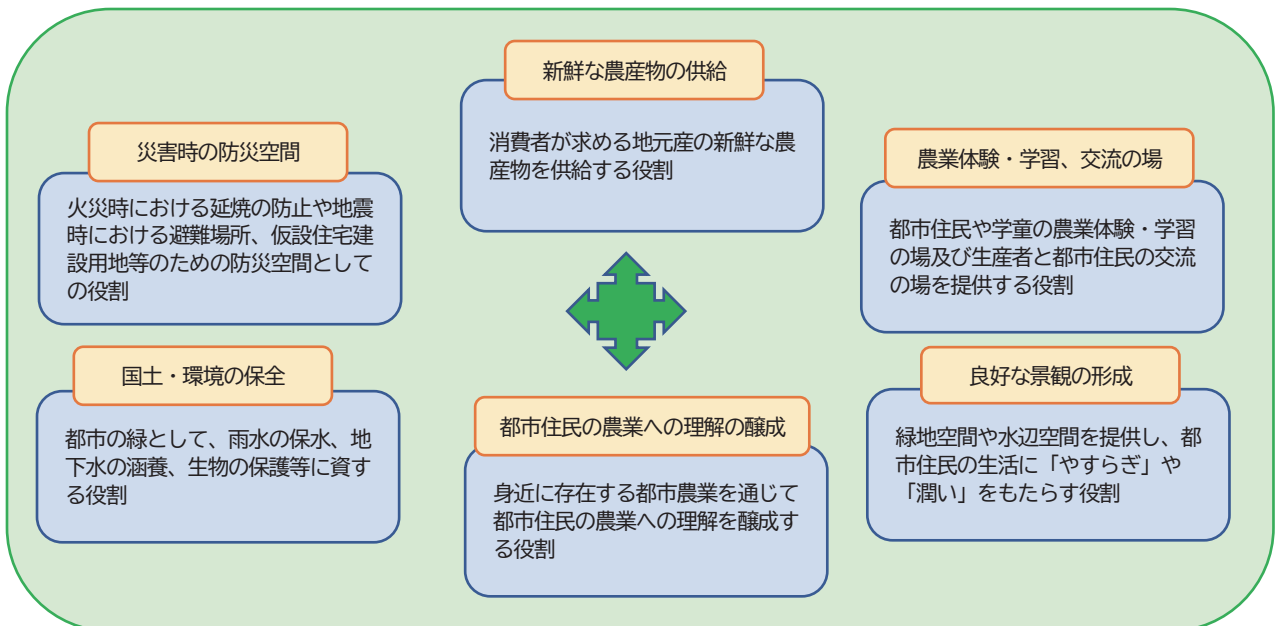 新鮮な農産物の供給
消費者が求める地元産の新鮮な農
産物を供給する役割
災害時の防災空間
火災時における延焼の防止や地震
時における避難場所、仮設住宅建
設用地等のための防災空間として
の役割
農業体験・学習、交流の場
都市住民や学童の農業体験・学習
の場及び生産者と都市住民の交流
の場を提供する役割
国土・環境の保全
都市の緑として、雨水の保水、地
下水の涵養、生物の保護等に資す
る役割
都市住民の農業への理解の醸成
身近に存在する都市農業を通じて
都市住民の農業への理解を醸成す
る役割
良好な景観の形成
緑地空間や水辺空間を提供し、都
市住民の生活に「やすらぎ」や
「潤い」をもたらす役割